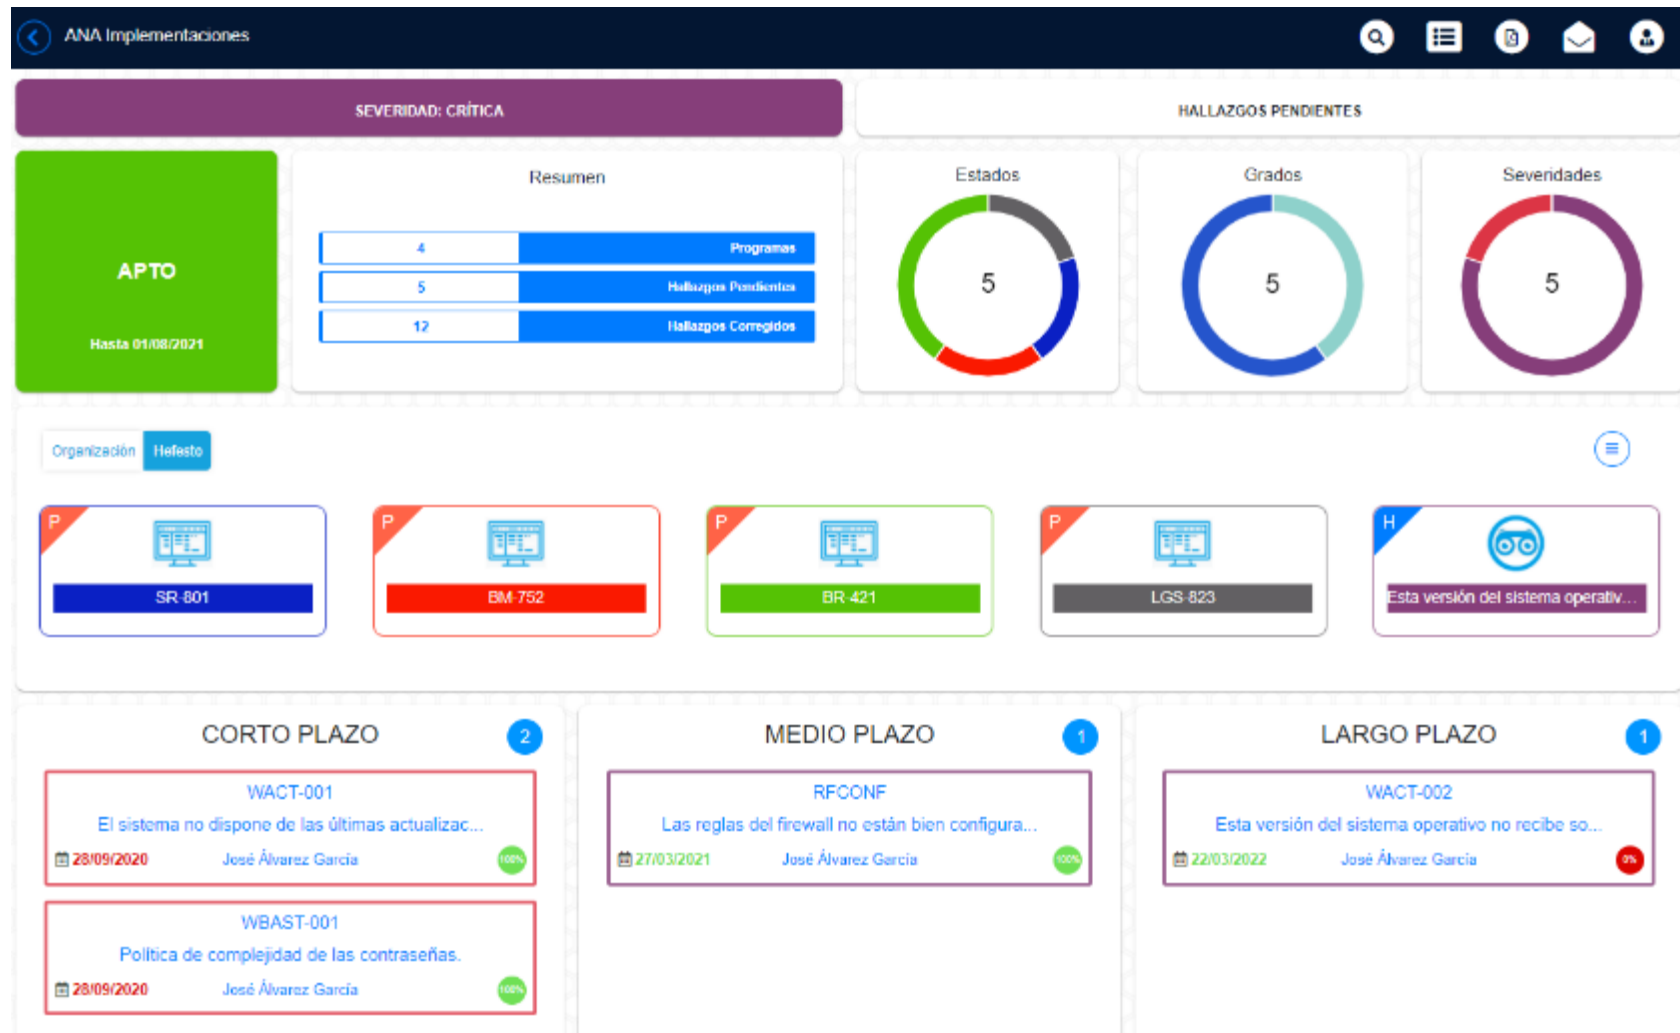 ANA Implementaciones
SEVERIDAD: CRÍTICA
HALLAZGOS PENDIENTES
APTO
Hasta 01/08/2021
Resumen
4 Programas
5 Hallazgos Pendientes
12 Hallazgos Corregidos
Estados
5
Grados
5
Severidades
5
Organización Hefesto
P
SR-801
P
BM-752
P
BR-421
P
LGS-823
H
Esta versión del sistema operativ...
CORTO PLAZO 2
WACT-001
El sistema no dispone de las últimas actualizac...
28/09/2020 José Álvarez García 100%
WBAST-001
Política de complejidad de las contraseñas.
28/09/2020 José Álvarez García 100%
MEDIO PLAZO 1
RFCONF
Las reglas del firewall no están bien configura...
27/03/2021 José Álvarez García 100%
LARGO PLAZO 1
WACT-002
Esta versión del sistema operativo no recibe so...
22/03/2022 José Álvarez García 0%